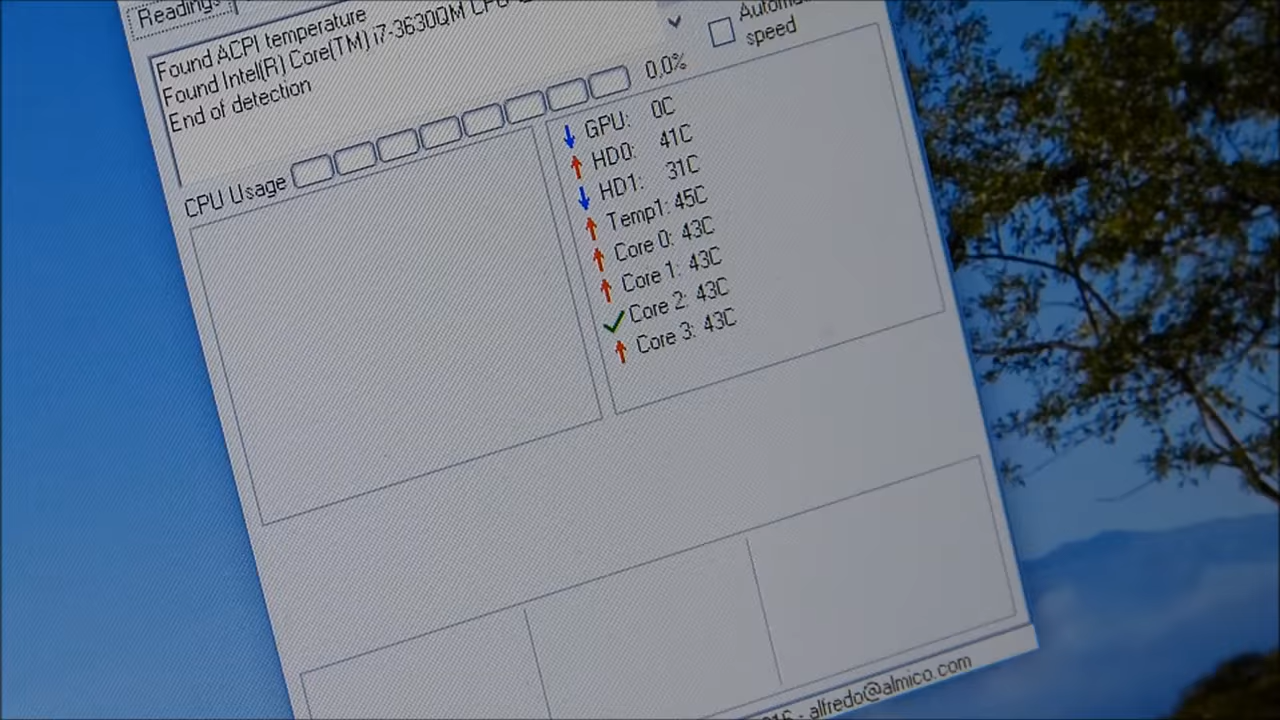 Readings
Found ACPI temperature
Found Intel(R) Core(TM) i7-3630QM CPU
End of detection
speed
CPU Usage 0,0%
GPU: 0C
HD0: 41C
HD1: 31C
Temp1: 45C
Core 0: 43C
Core 1: 43C
Core 2: 43C
Core 3: 43C
- alfredo@almico.com